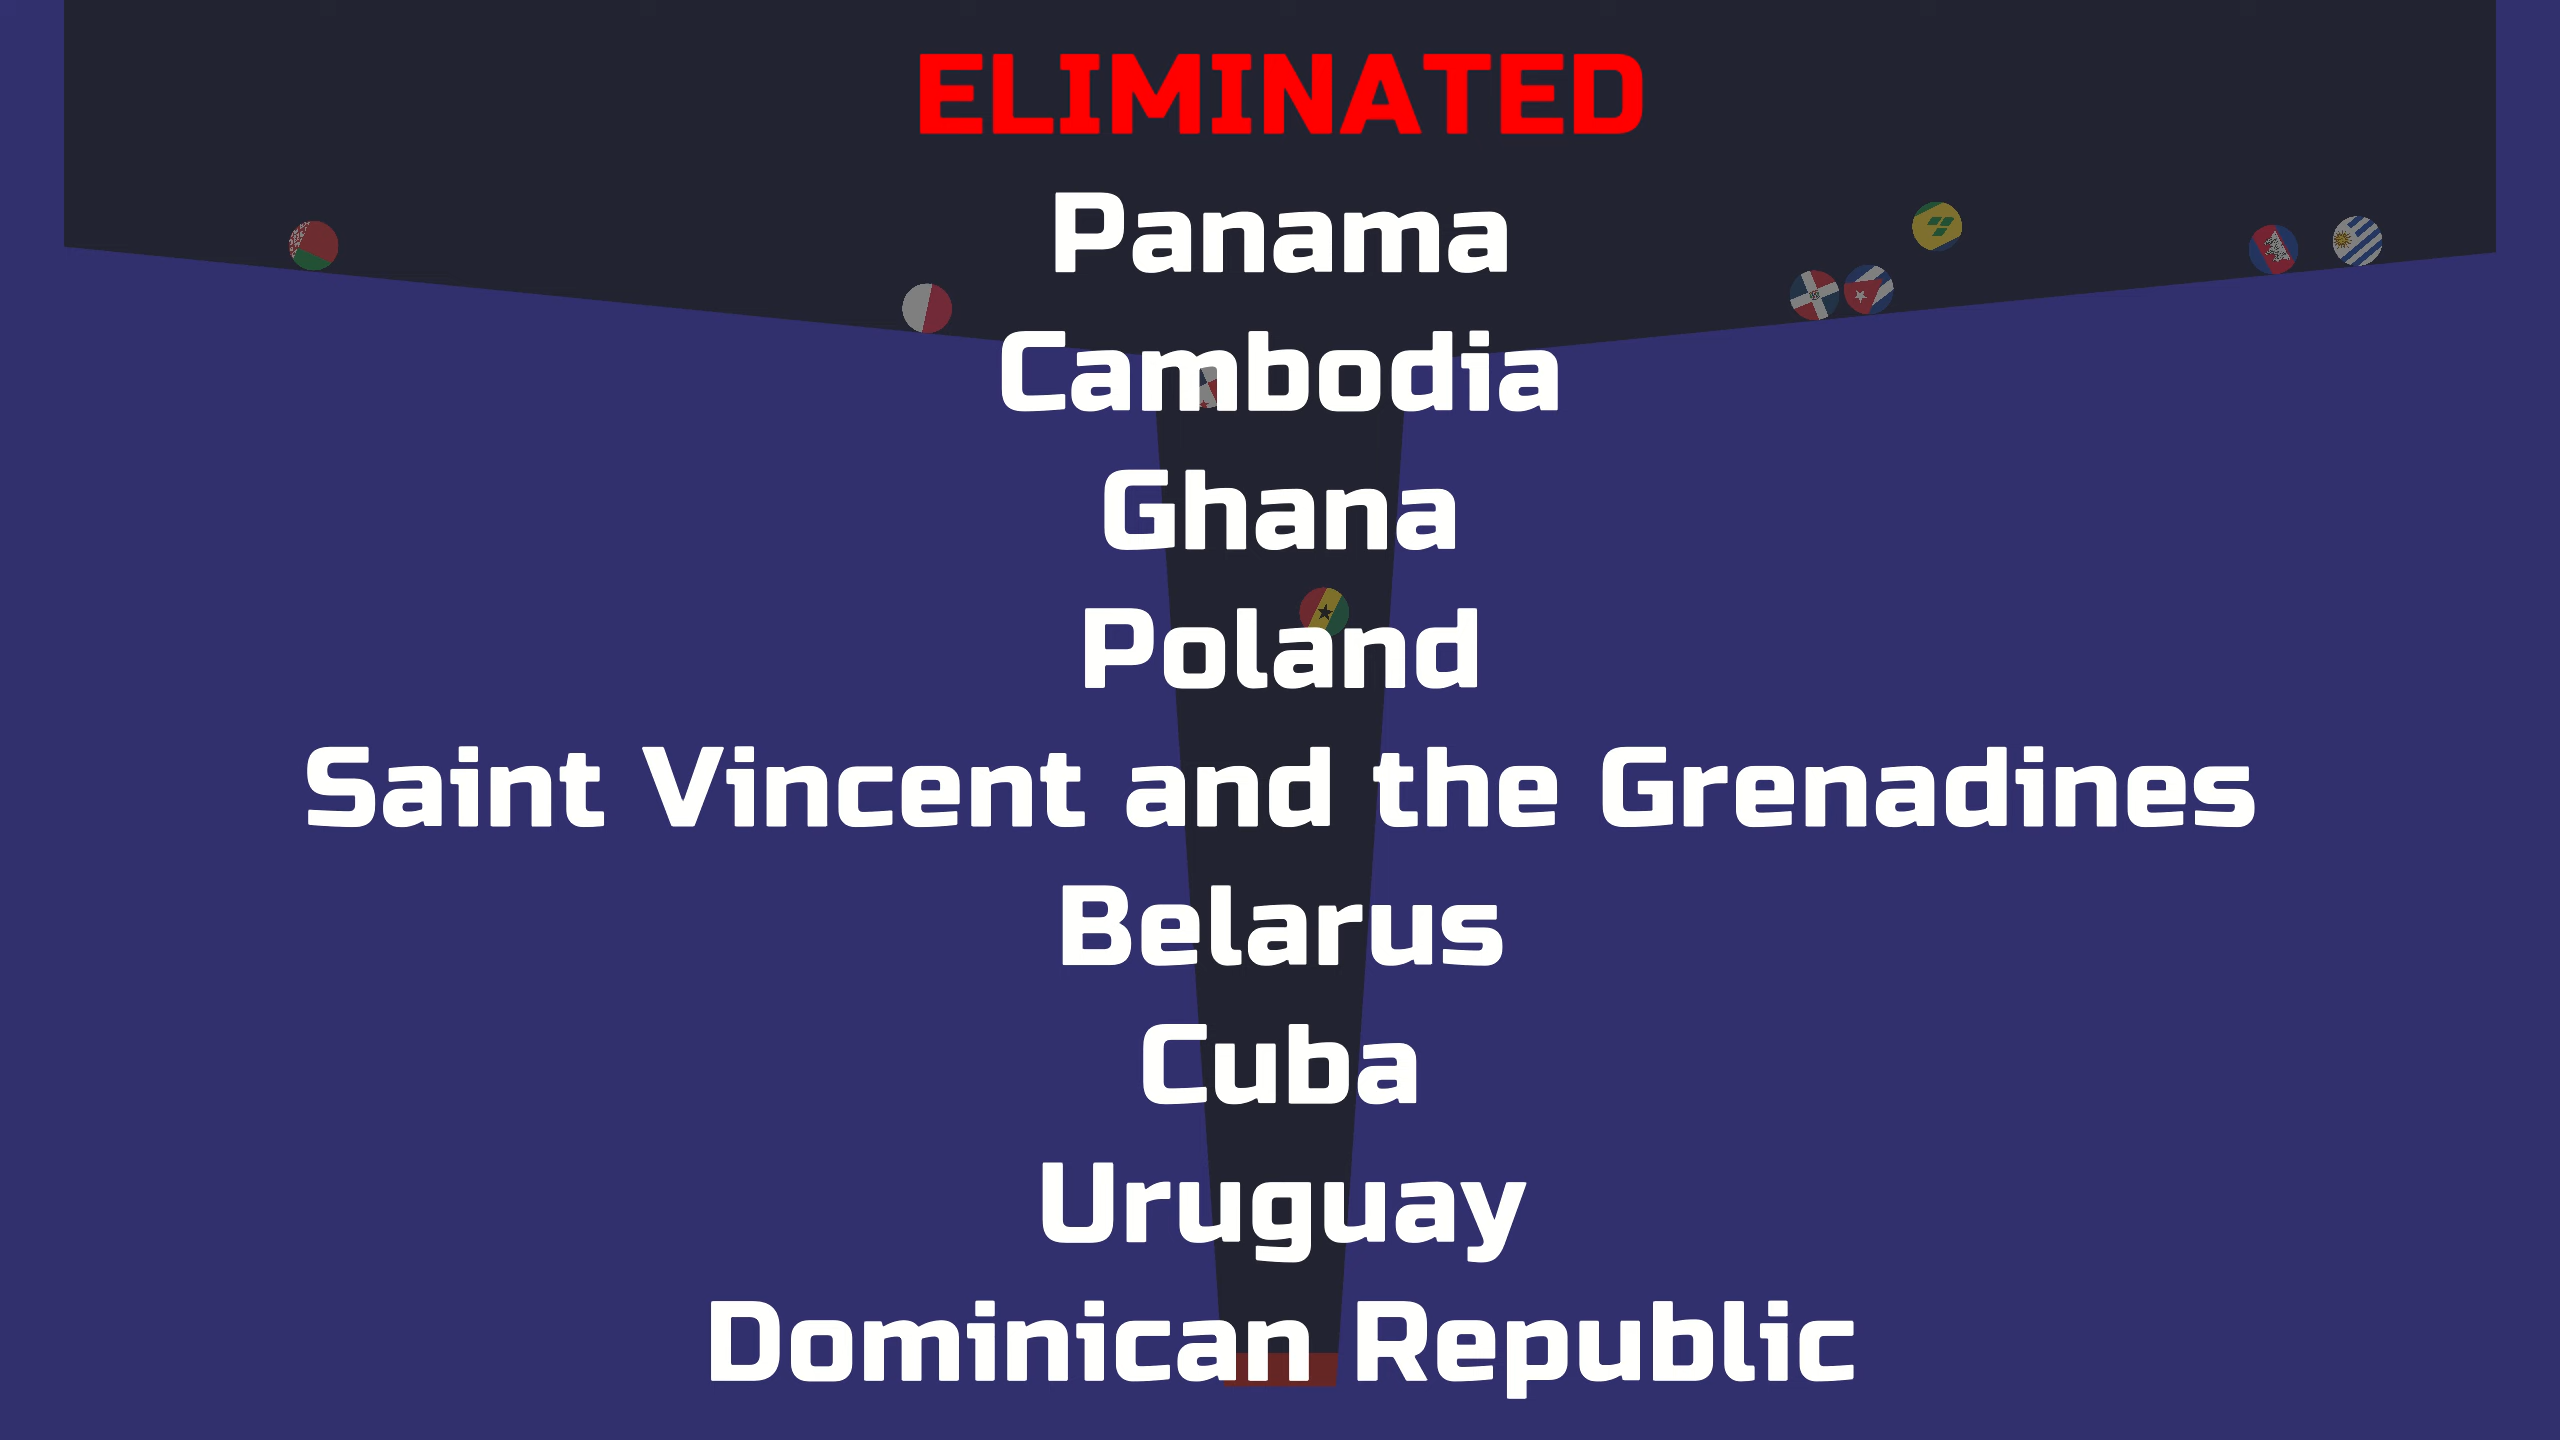 ELIMINATED
Panama
Cambodia
Ghana
Poland
Saint Vincent and the Grenadines
Belarus
Cuba
Uruguay
Dominican Republic